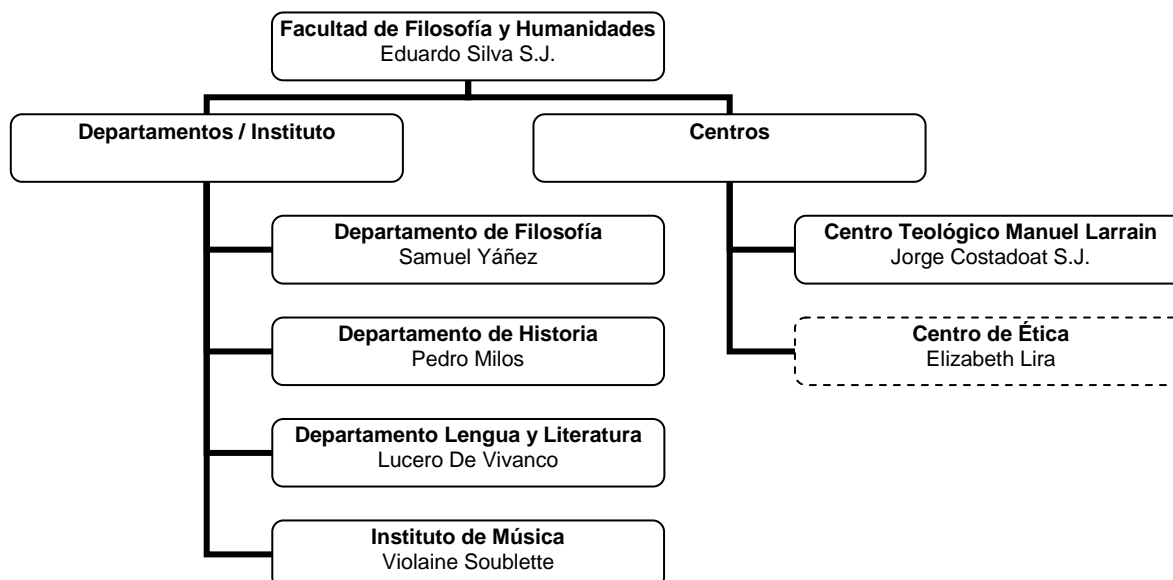 Facultad de Filosofía y Humanidades
Eduardo Silva S.J.
Departamentos / Instituto
Centros
Departamento de Filosofía
Samuel Yáñez
Centro Teológico Manuel Larrain
Jorge Costadoat S.J.
Departamento de Historia
Pedro Milos
Centro de Ética
Elizabeth Lira
Departamento Lengua y Literatura
Lucero De Vivanco
Instituto de Música
Violaine Soublette